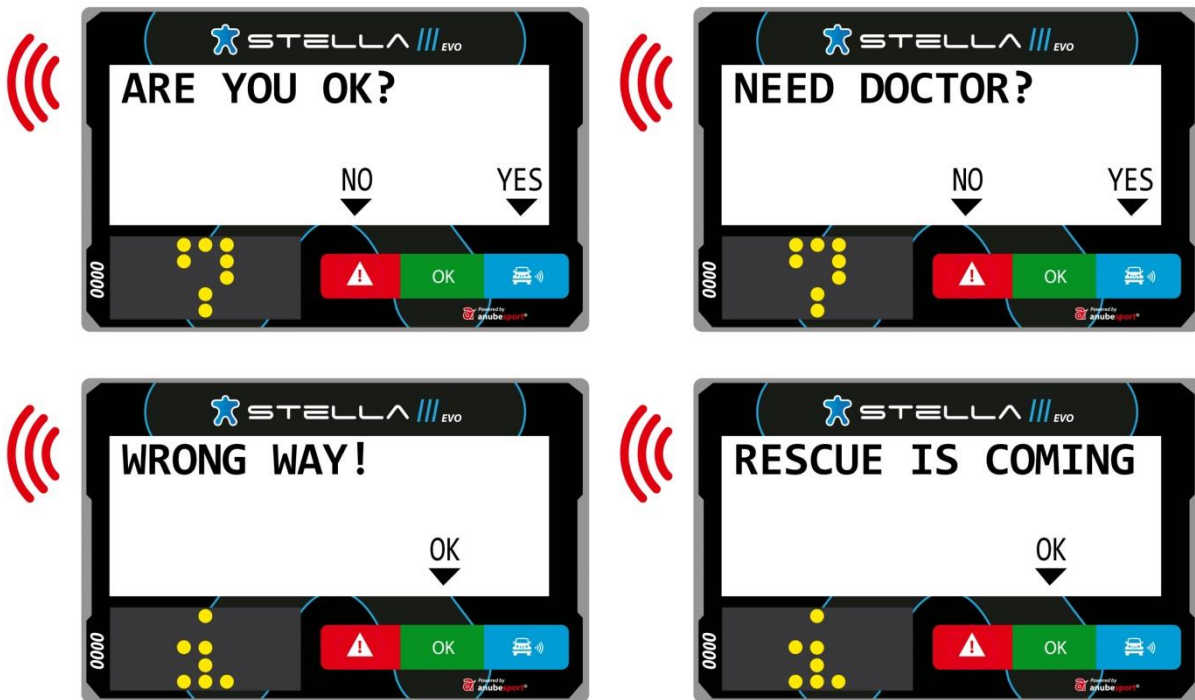 STELLA III EVO
ARE YOU OK?
NO YES
0000
OK
Powered by
anubesport®
STELLA III EVO
NEED DOCTOR?
NO YES
0000
OK
Powered by
anubesport®
STELLA III EVO
WRONG WAY!
OK
0000
OK
Powered by
anubesport®
STELLA III EVO
RESCUE IS COMING
OK
0000
OK
Powered by
anubesport®